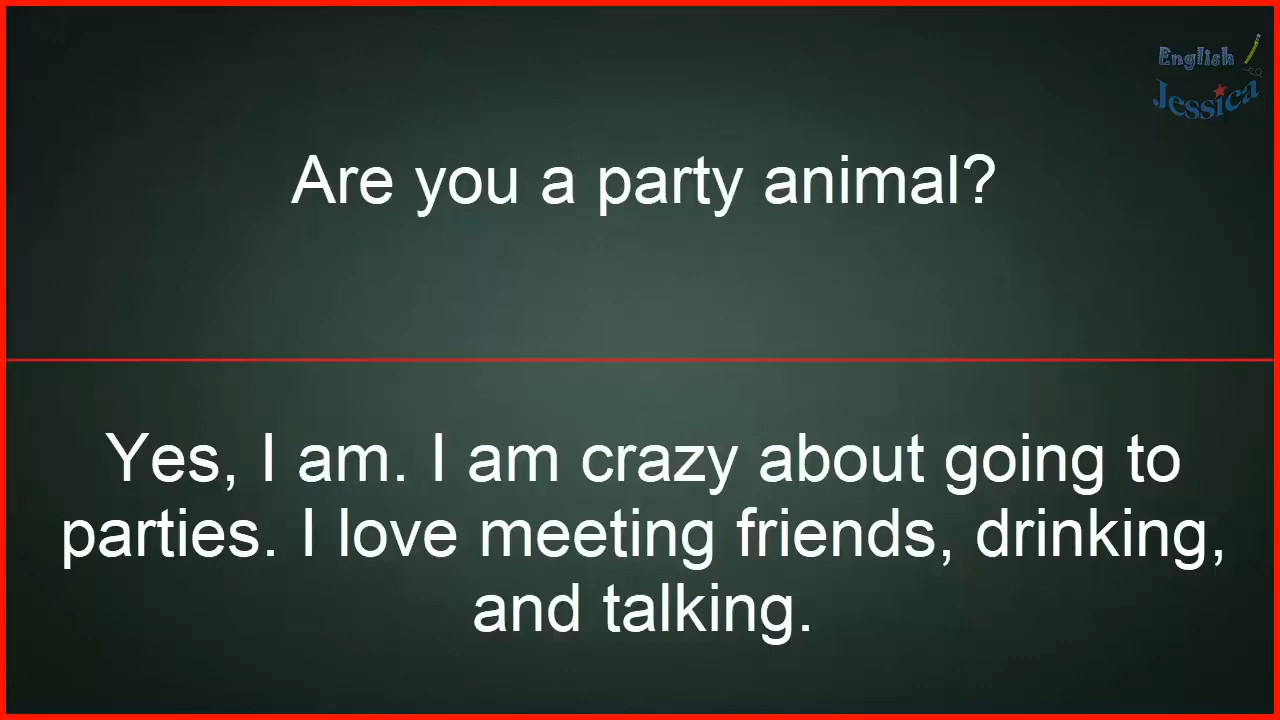 English
Jessica
Are you a party animal?
Yes, I am. I am crazy about going to
parties. I love meeting friends, drinking,
and talking.